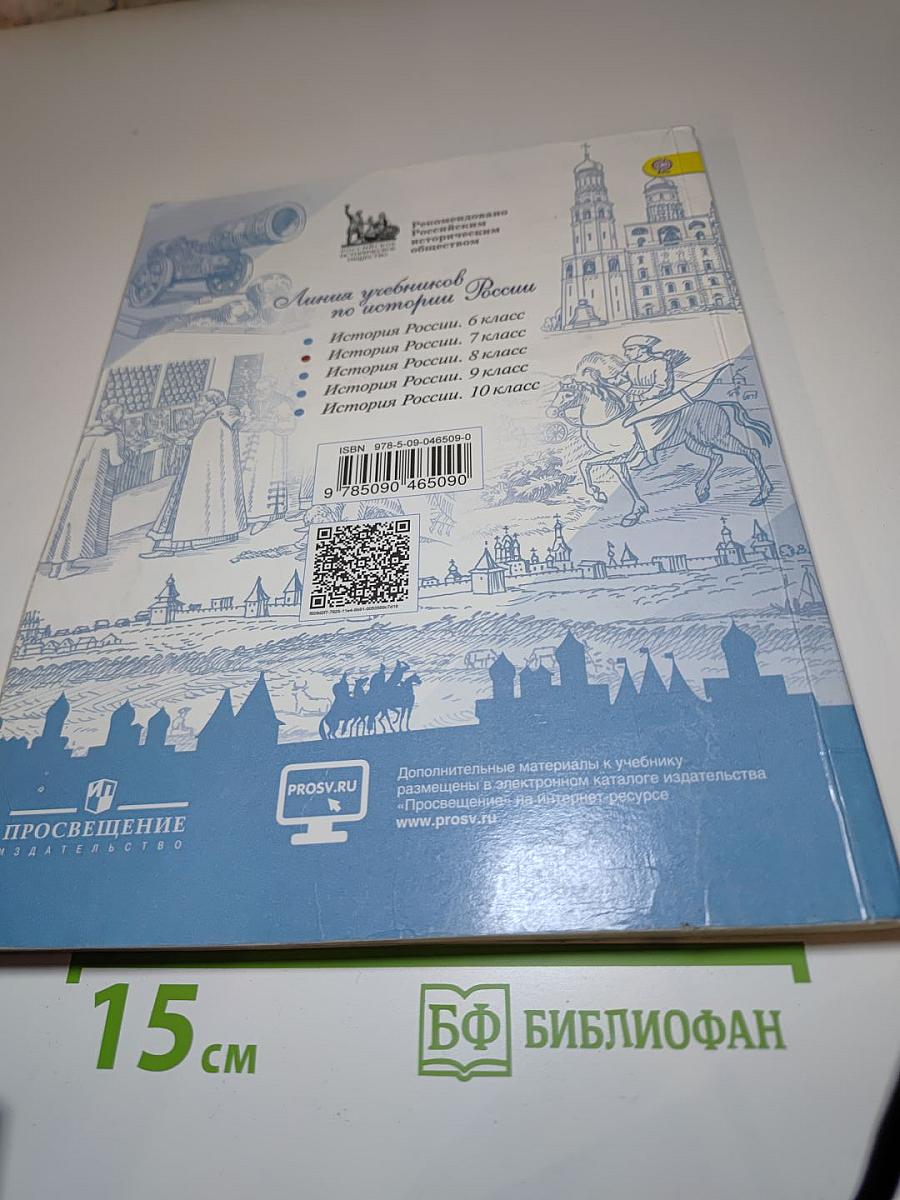 РОССИЙСКОЕ
ИСТОРИЧЕСКОЕ
ОБЩЕСТВО
Рекомендовано
Российским
историческим
обществом
Линия учебников
по истории России
История России. 6 класс
История России. 7 класс
История России. 8 класс
История России. 9 класс
История России. 10 класс
ISBN 978-5-09-046509-0
9 785090 465090
PROSV.RU
Дополнительные материалы к учебнику
размещены в электронном каталоге издательства
«Просвещение» на интернет-ресурсе
www.prosv.ru
ПРОСВЕЩЕНИЕ
ИЗДАТЕЛЬСТВО
15 см
БФ БИБЛИОФАН